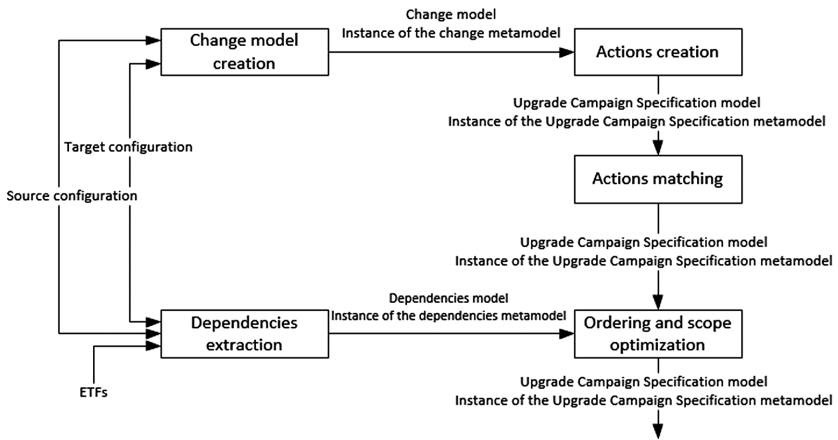 Change model
Instance of the change metamodel
Change model
creation
Actions creation
Upgrade Campaign Specification model
Instance of the Upgrade Campaign Specification metamodel
Target configuration
Actions matching
Source configuration
Upgrade Campaign Specification model
Instance of the Upgrade Campaign Specification metamodel
Dependencies model
Instance of the dependencies metamodel
Dependencies
extraction
Ordering and scope
optimization
ETFs
Upgrade Campaign Specification model
Instance of the Upgrade Campaign Specification metamodel